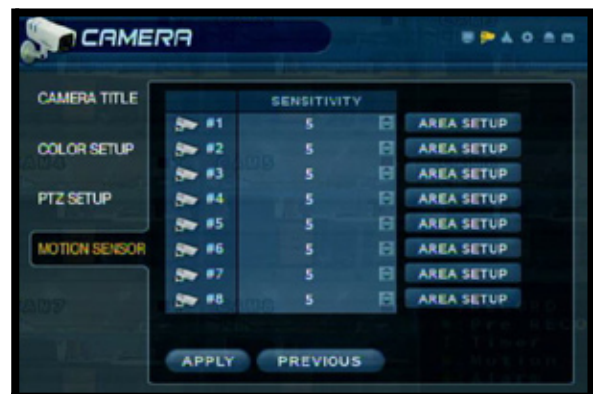 CAMERA
CAMERA TITLE
COLOR SETUP
PTZ SETUP
MOTION SENSOR
SENSITIVITY
#1 5 AREA SETUP
#2 5 AREA SETUP
#3 5 AREA SETUP
#4 5 AREA SETUP
#5 5 AREA SETUP
#6 5 AREA SETUP
#7 5 AREA SETUP
#8 5 AREA SETUP
APPLY PREVIOUS